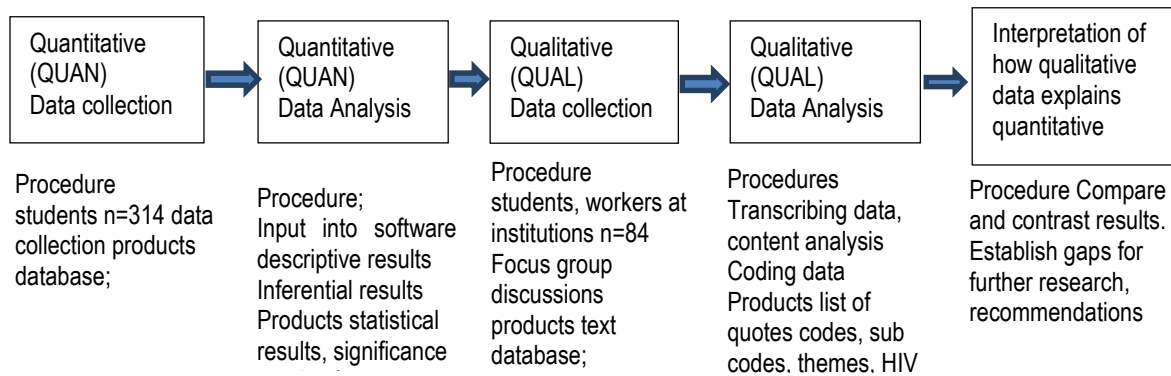 Quantitative
(QUAN)
Data collection
Quantitative
(QUAN)
Data Analysis
Qualitative
(QUAL)
Data collection
Qualitative
(QUAL)
Data Analysis
Interpretation of
how qualitative
data explains
quantitative
Procedure
students n=314 data
collection products
database;
Procedure;
Input into software
descriptive results
Inferential results
Products statistical
results, significance
Procedure
students, workers at
institutions n=84
Focus group
discussions
products text
database;
Procedures
Transcribing data,
content analysis
Coding data
Products list of
quotes codes, sub
codes, themes, HIV
Procedure Compare
and contrast results.
Establish gaps for
further research,
recommendations